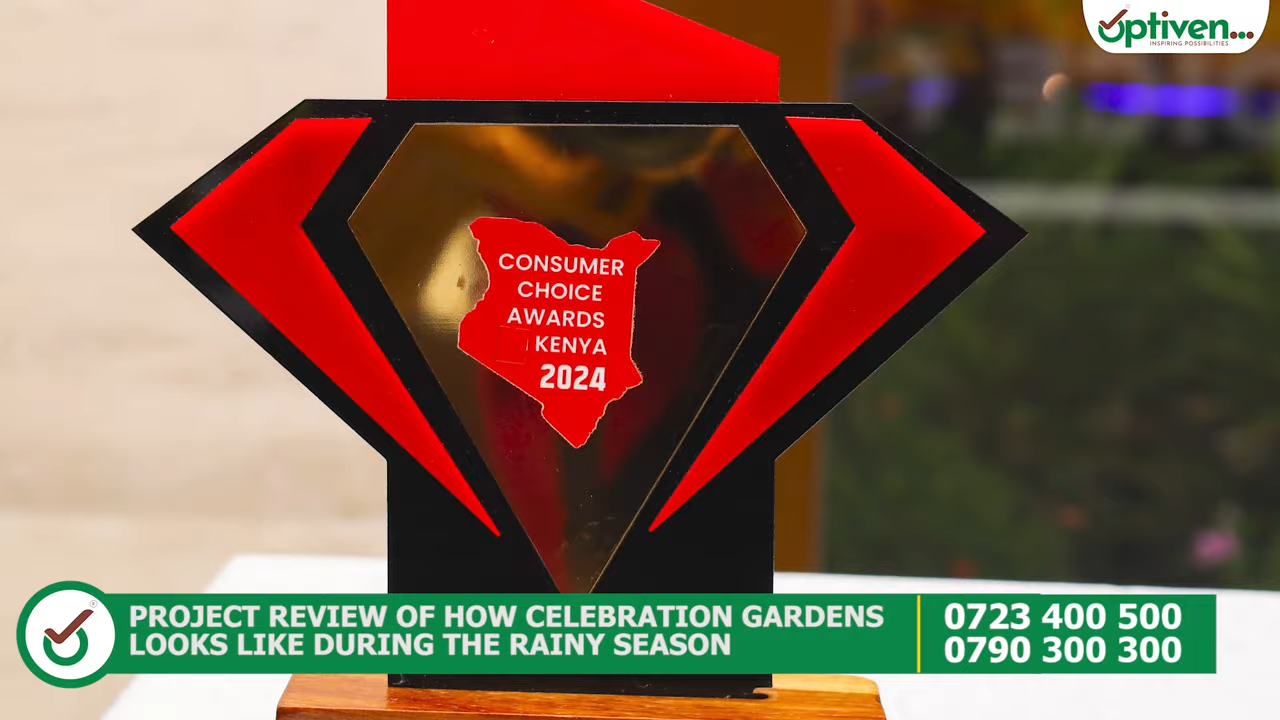 Optiven...
INSPIRING POSSIBILITIES
CONSUMER
CHOICE
AWARDS
KENYA
2024
PROJECT REVIEW OF HOW CELEBRATION GARDENS
LOOKS LIKE DURING THE RAINY SEASON
0723 400 500
0790 300 300